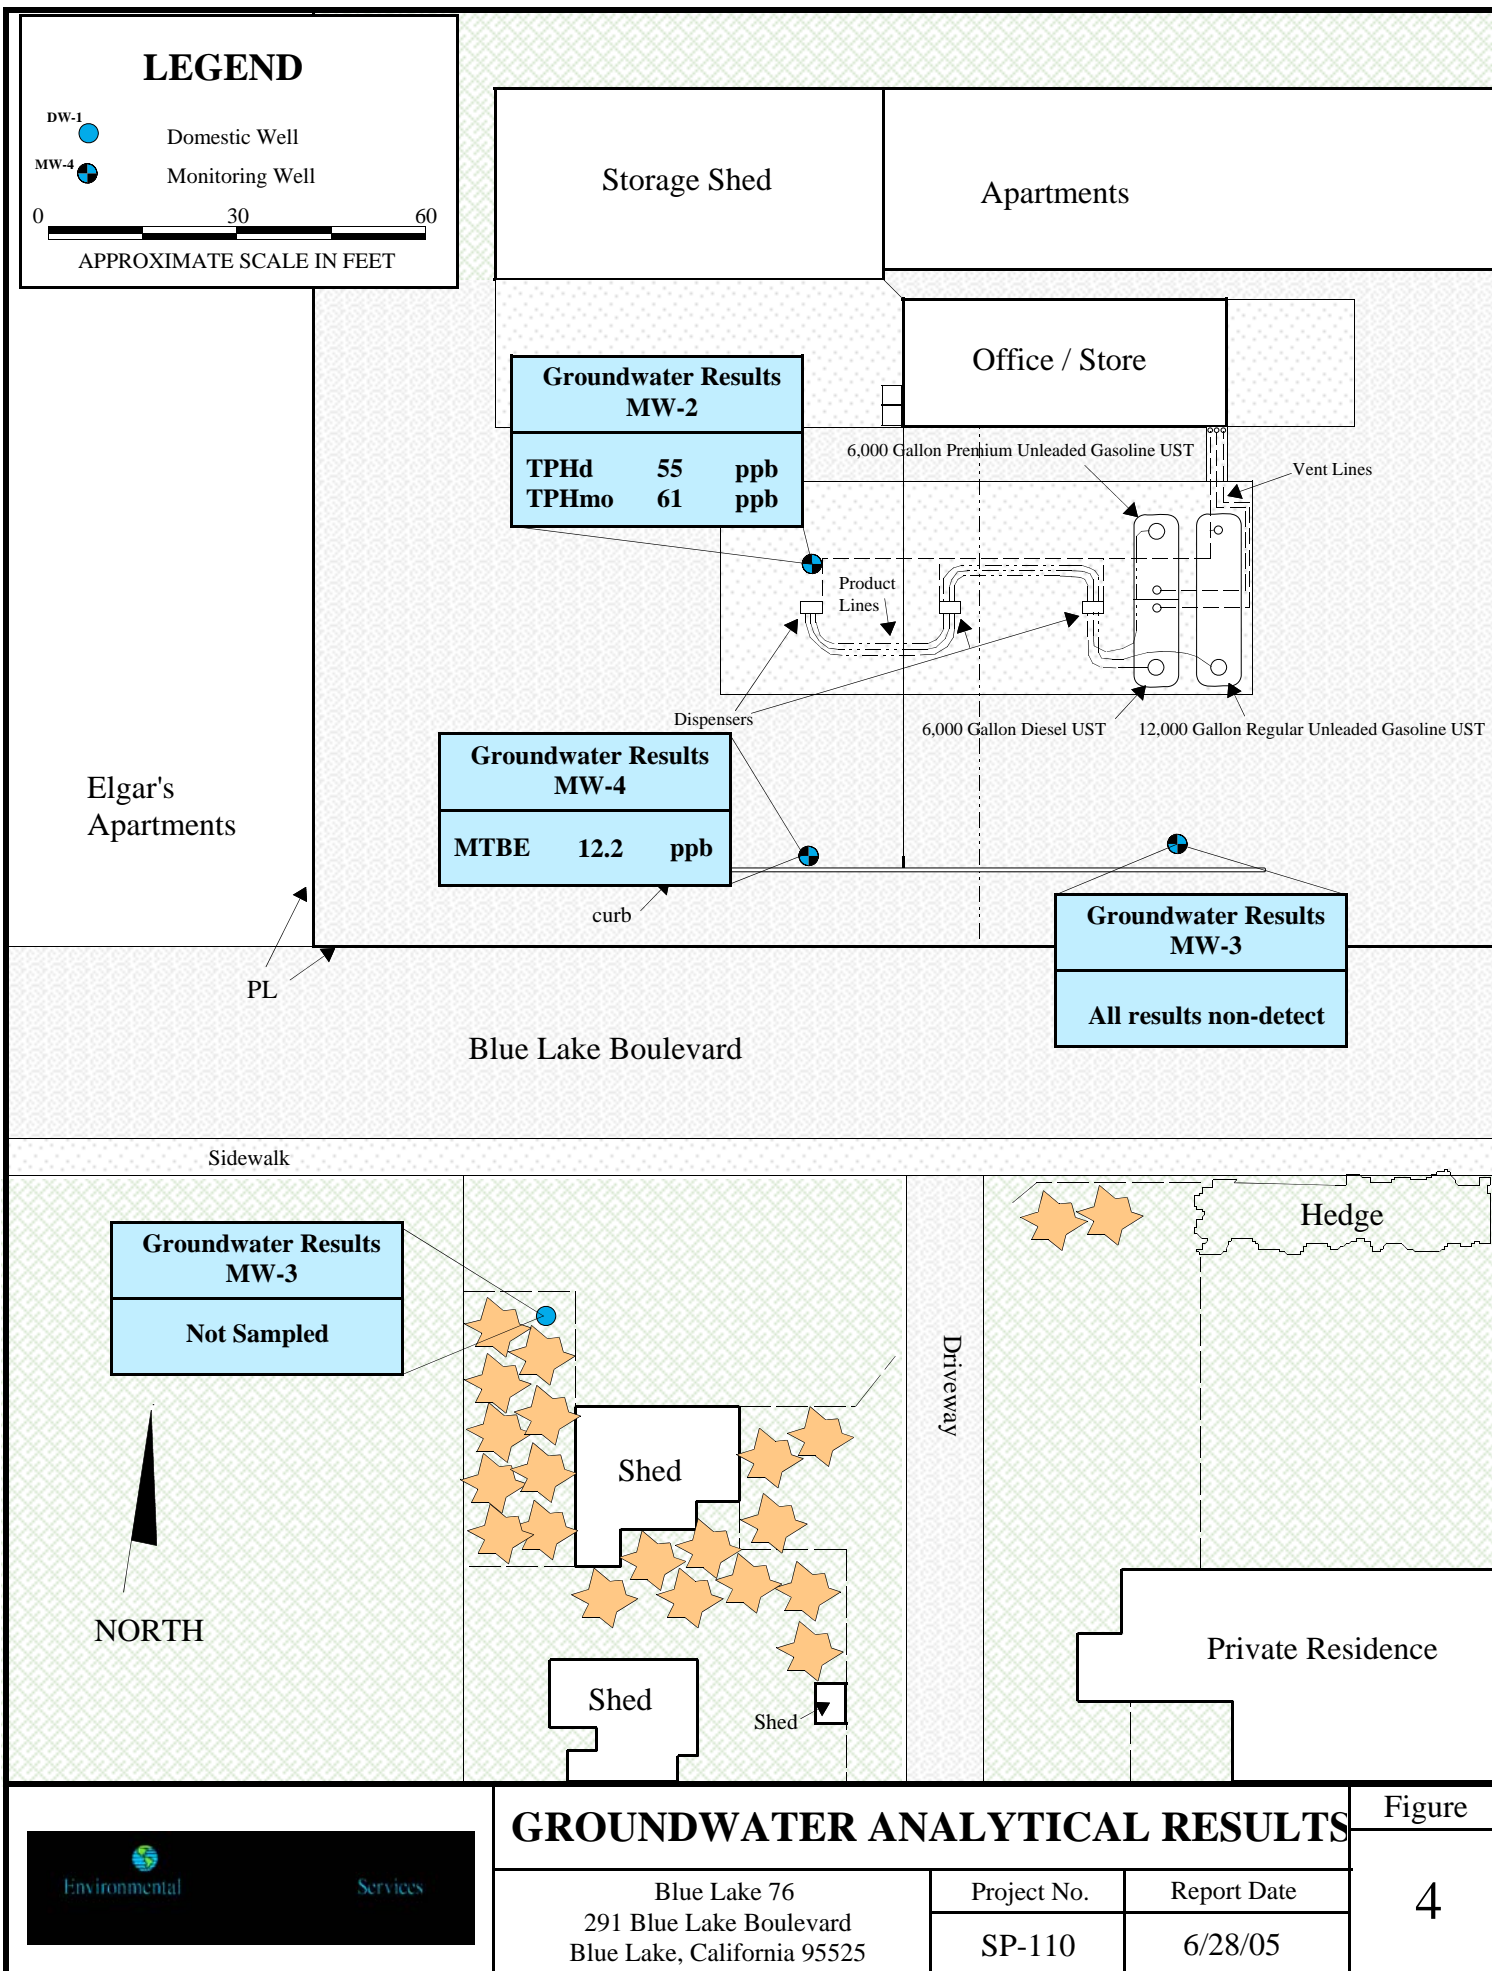 LEGEND
DW-1
Domestic Well
MW-4
Monitoring Well
0 30 60
APPROXIMATE SCALE IN FEET
Storage Shed
Apartments
Office / Store
Groundwater Results
MW-2
TPHd 55 ppb
TPHmo 61 ppb
6,000 Gallon Premium Unleaded Gasoline UST
Vent Lines
Product
Lines
Dispensers
6,000 Gallon Diesel UST
12,000 Gallon Regular Unleaded Gasoline UST
Groundwater Results
MW-4
MTBE 12.2 ppb
Elgar's
Apartments
curb
Groundwater Results
MW-3
All results non-detect
PL
Blue Lake Boulevard
Sidewalk
Hedge
Groundwater Results
MW-3
Not Sampled
Driveway
Shed
NORTH
Private Residence
Shed
Shed
GROUNDWATER ANALYTICAL RESULTS
Figure
4
Environmental Services
Blue Lake 76
291 Blue Lake Boulevard
Blue Lake, California 95525
Project No.
SP-110
Report Date
6/28/05